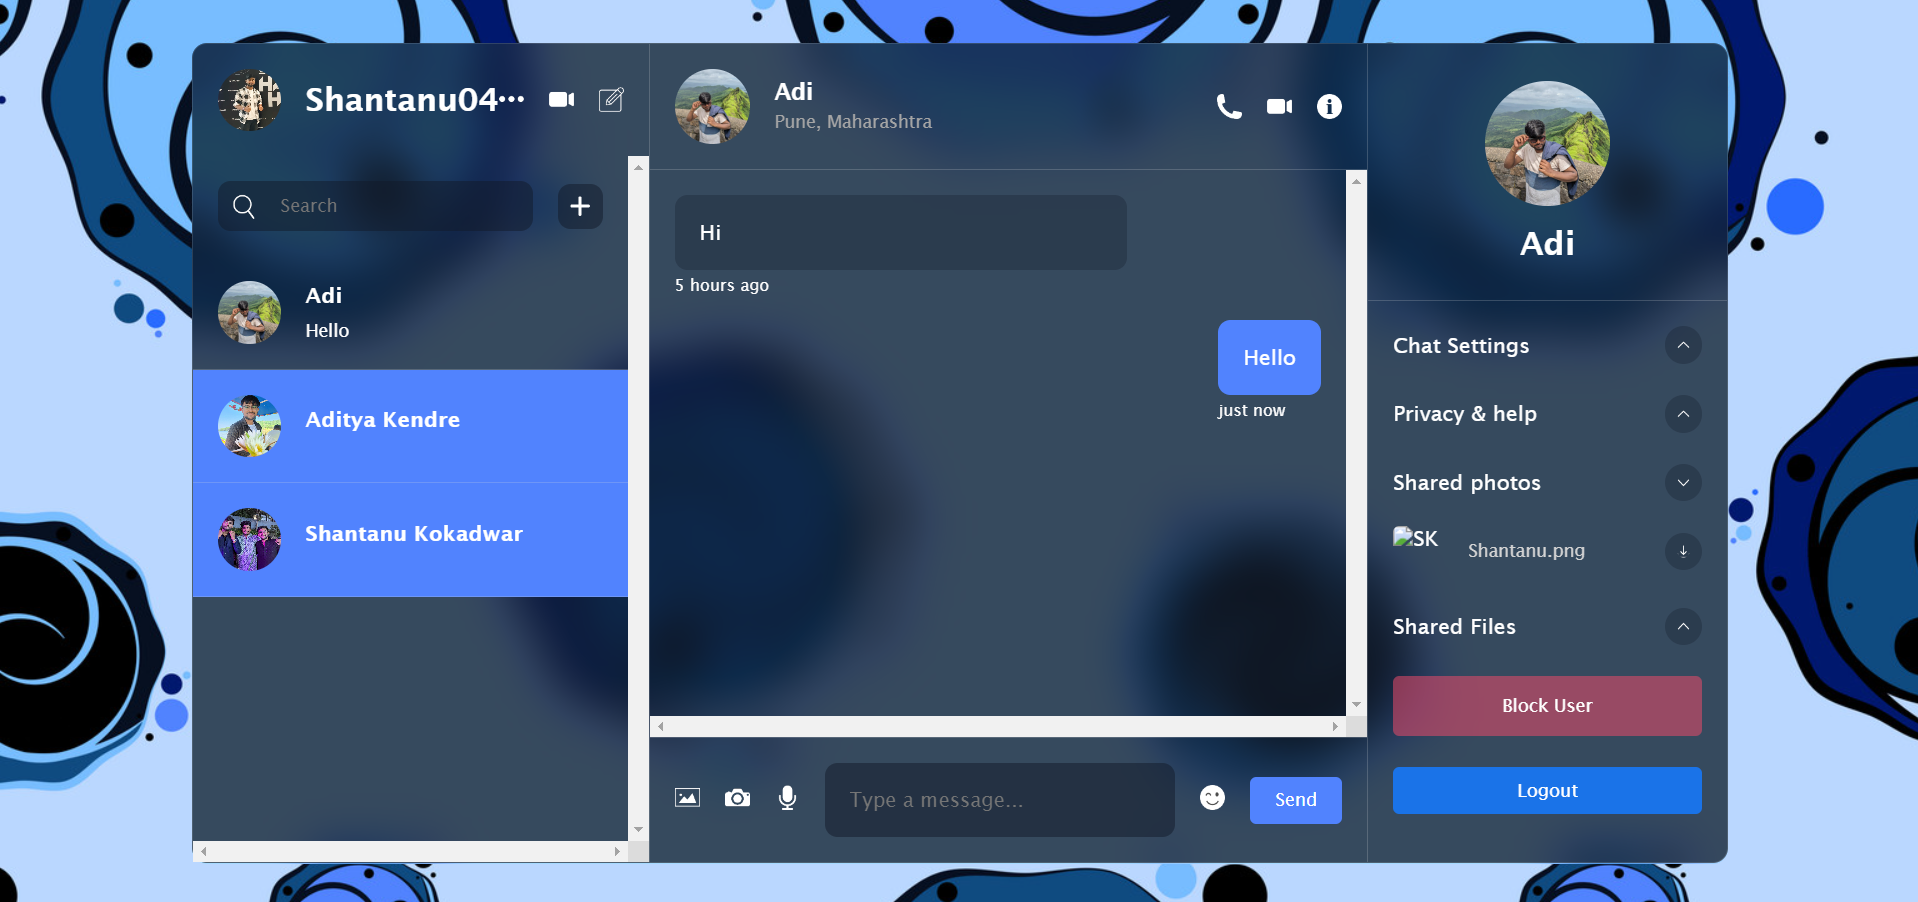 Shantanu04•••
Search
Adi
Hello
Aditya Kendre
Shantanu Kokadwar
Adi
Pune, Maharashtra
Hi
5 hours ago
Hello
just now
Type a message...
Send
Adi
Chat Settings
Privacy & help
Shared photos
SK
Shantanu.png
Shared Files
Block User
Logout